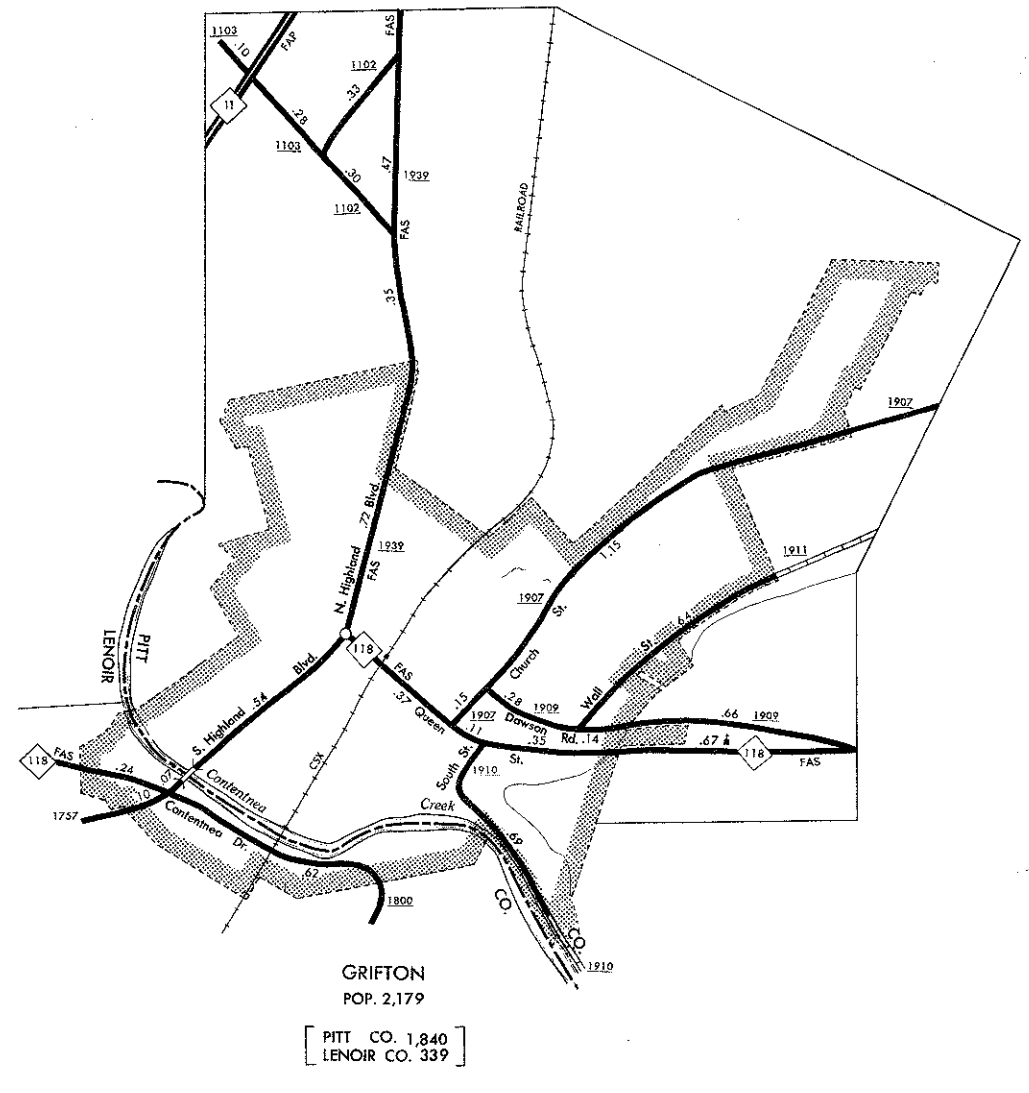 1103
.10
FAP
FAS
1102
.33
11
.28
1103
.47
1939
.30
1102
FAS
RAILROAD
.35
1907
.72 Blvd.
1939
N. Highland
FAS
1.15
1911
1907
St.
PITT
LENOIR
118
FAS
.37
Queen
Church
St. .64
Wall
Blvd.
S. Highland .54
.15
1907
.28
1909
Dawson
Rd. .14
.66
1909
.11
.35
St.
.67
118
FAS
118
FAS
.24
.07
.10
1757
Contentnea
Contentnea
Dr.
CSX
South St.
1910
Creek
.69
.62
1800
CO.
CO.
1910
GRIFTON
POP. 2,179
[ PITT CO. 1,840
LENOIR CO. 339 ]